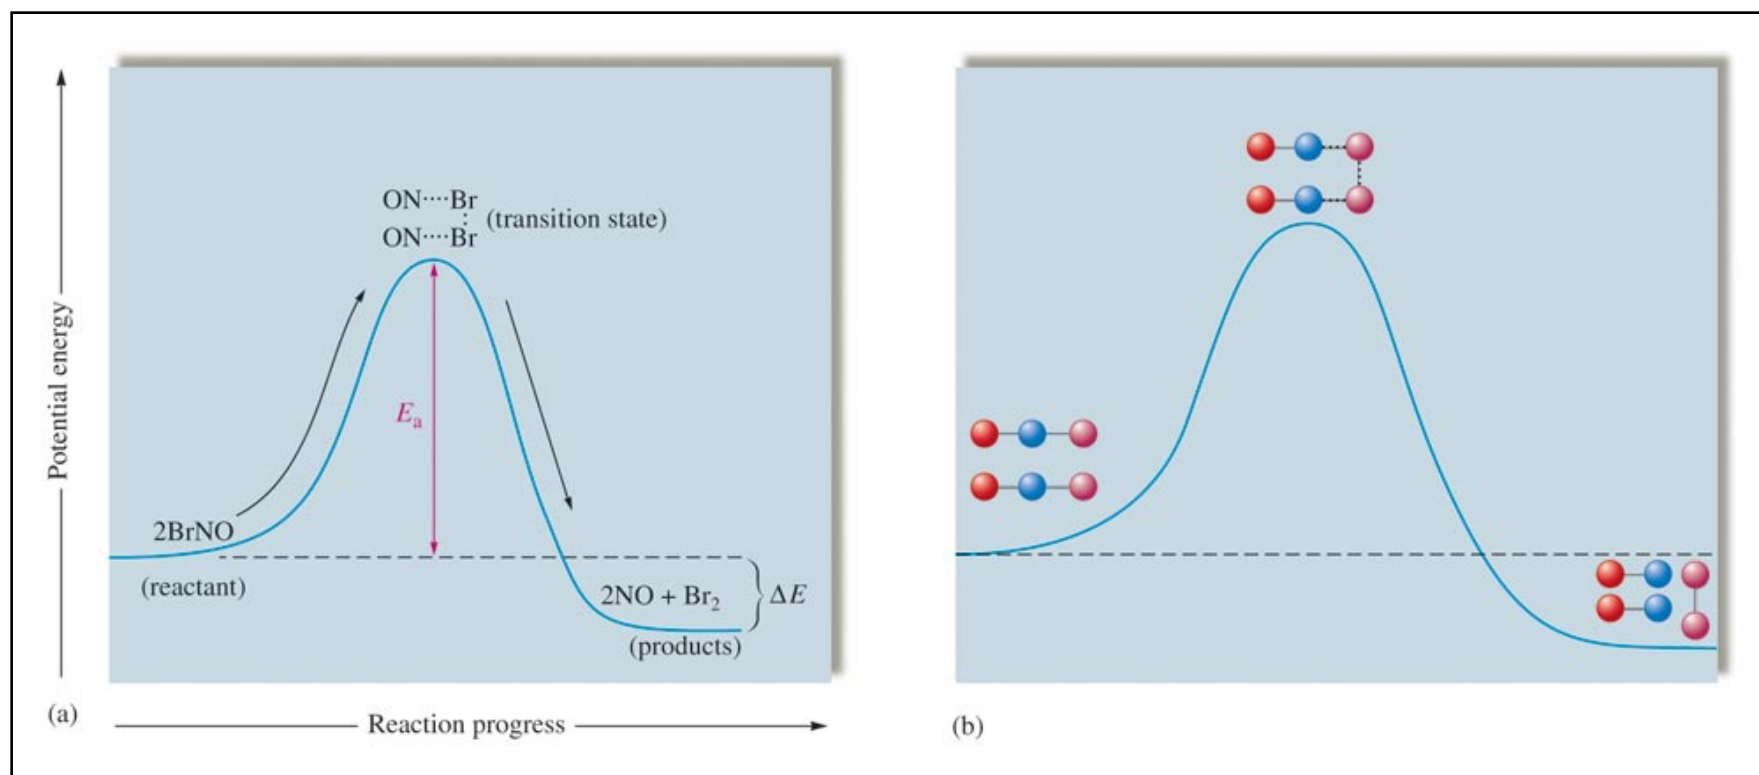 Potential energy
ON····Br
(transition state)
ON····Br
Eₐ
2BrNO
(reactant)
2NO + Br₂
ΔE
(products)
(a)
Reaction progress
(b)